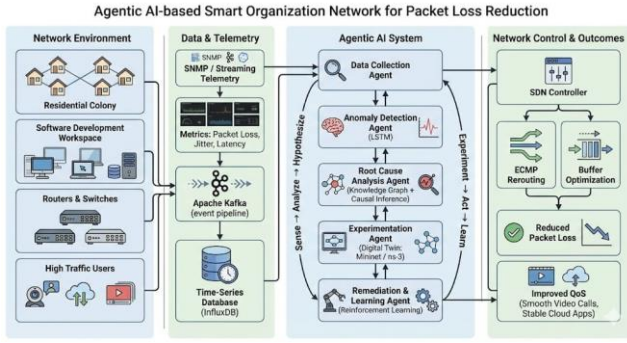 Agentic AI-based Smart Organization Network for Packet Loss Reduction
Network Environment
Residential Colony
Software Development
Workspace
Routers & Switches
High Traffic Users
Data & Telemetry
SNMP
SNMP / Streaming
Telemetry
Metrics: Packet Loss,
Jitter, Latency
Apache Kafka
(event pipeline)
Time-Series
Database
(InfluxDB)
Agentic AI System
Data Collection
Agent
Anomaly Detection
Agent
(LSTM)
Root Cause
Analysis Agent
(Knowledge Graph +
Causal Inference)
Experimentation
Agent
(Digital Twin:
Mininet / ns-3)
Remediation &
Learning Agent
(Reinforcement Learning)
Sense → Analyze → Hypothesize
Experiment → Act → Learn
Network Control & Outcomes
SDN Controller
ECMP
Rerouting
Buffer
Optimization
Reduced
Packet Loss
Improved QoS
(Smooth Video Calls,
Stable Cloud Apps)